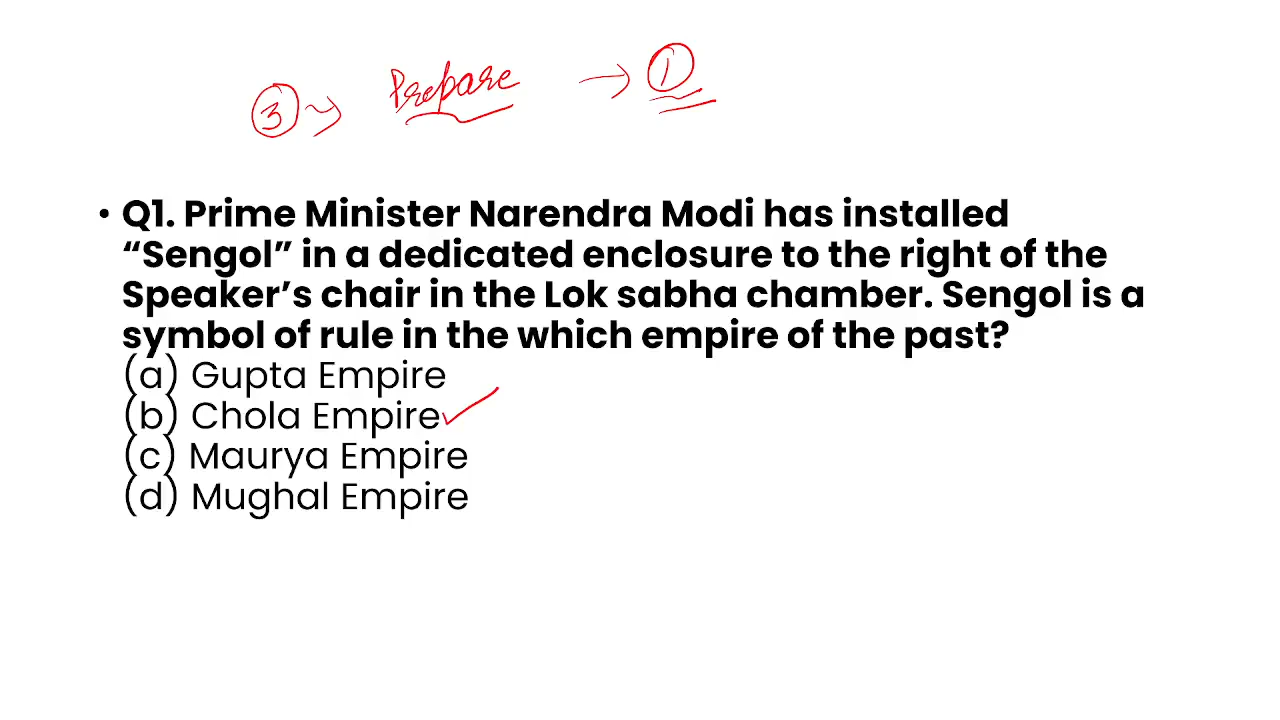 ③ → Prepare → ①
• Q1. Prime Minister Narendra Modi has installed
“Sengol” in a dedicated enclosure to the right of the
Speaker’s chair in the Lok sabha chamber. Sengol is a
symbol of rule in the which empire of the past?
(a) Gupta Empire
(b) Chola Empire✓
(c) Maurya Empire
(d) Mughal Empire